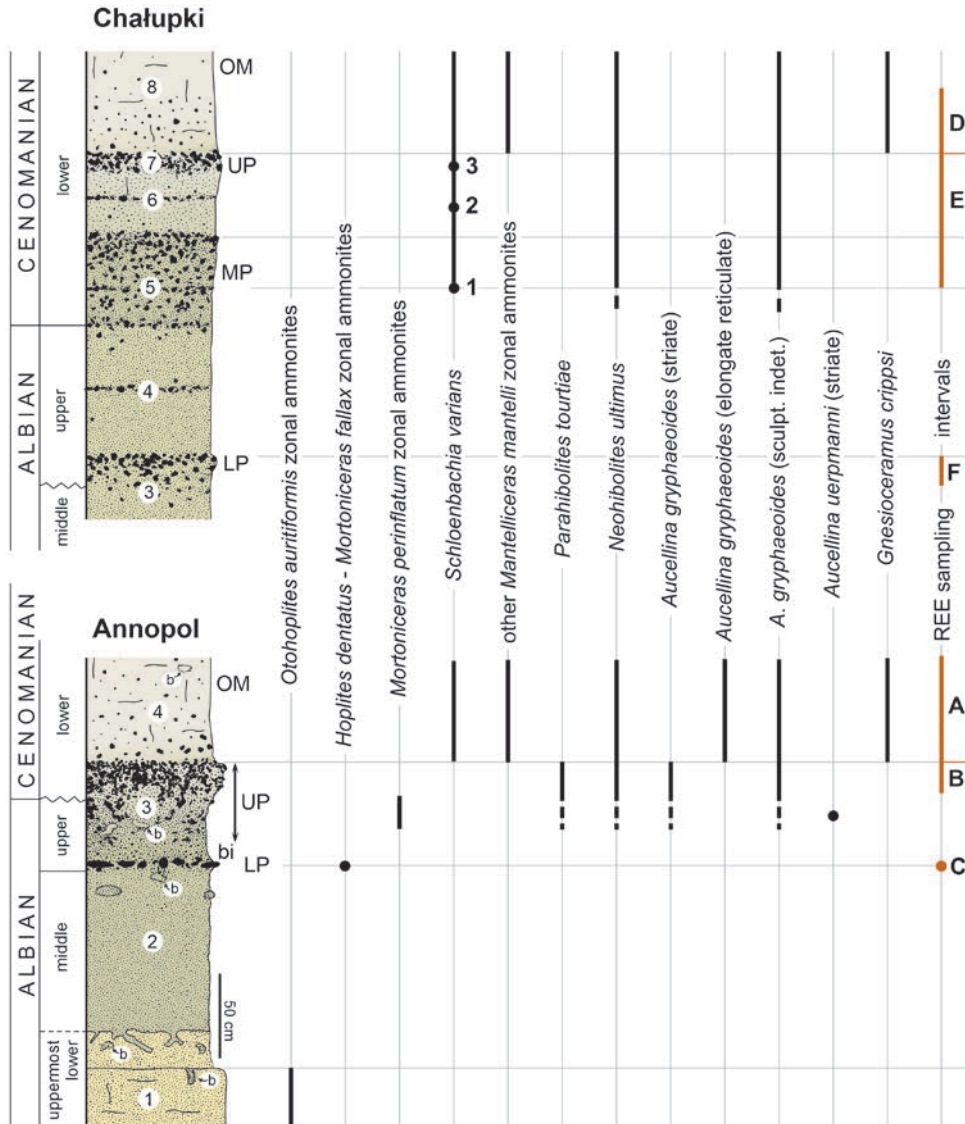 Chałupki
CENOMANIAN
lower
ALBIAN
upper
middle
8
7
6
5
4
3
OM
UP
MP
LP
3
2
1
D
E
F
Otohoplites auritiformis zonal ammonites
Hoplites dentatus - Mortoniceras fallax zonal ammonites
Mortoniceras perinflatum zonal ammonites
Schloenbachia varians
other Mantelliceras mantelli zonal ammonites
Parahibolites tourtiae
Neohibolites ultimus
Aucellina gryphaeoides (striate)
Aucellina gryphaeoides (elongate reticulate)
A. gryphaeoides (sculpt. indet.)
Aucellina uerpmanni (striate)
Gnesioceramus crippsi
REE sampling intervals
Annopol
CENOMANIAN
lower
ALBIAN
upper
middle
uppermost
lower
b
4
3
b
b
2
b
b
1
OM
UP
bi
LP
50 cm
A
B
C